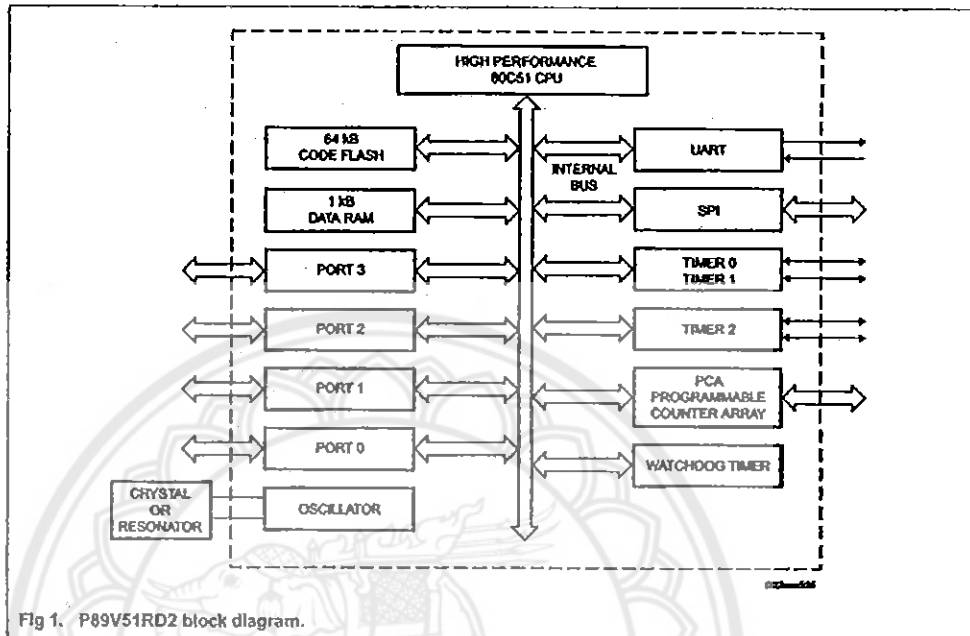 HIGH PERFORMANCE
80C51 CPU
64 kB
CODE FLASH
UART
INTERNAL
BUS
1 kB
DATA RAM
SPI
PORT 3
TIMER 0
TIMER 1
PORT 2
TIMER 2
PORT 1
PCA
PROGRAMMABLE
COUNTER ARRAY
PORT 0
WATCHDOG TIMER
CRYSTAL
OR
RESONATOR
OSCILLATOR
Fig 1. P89V51RD2 block diagram.